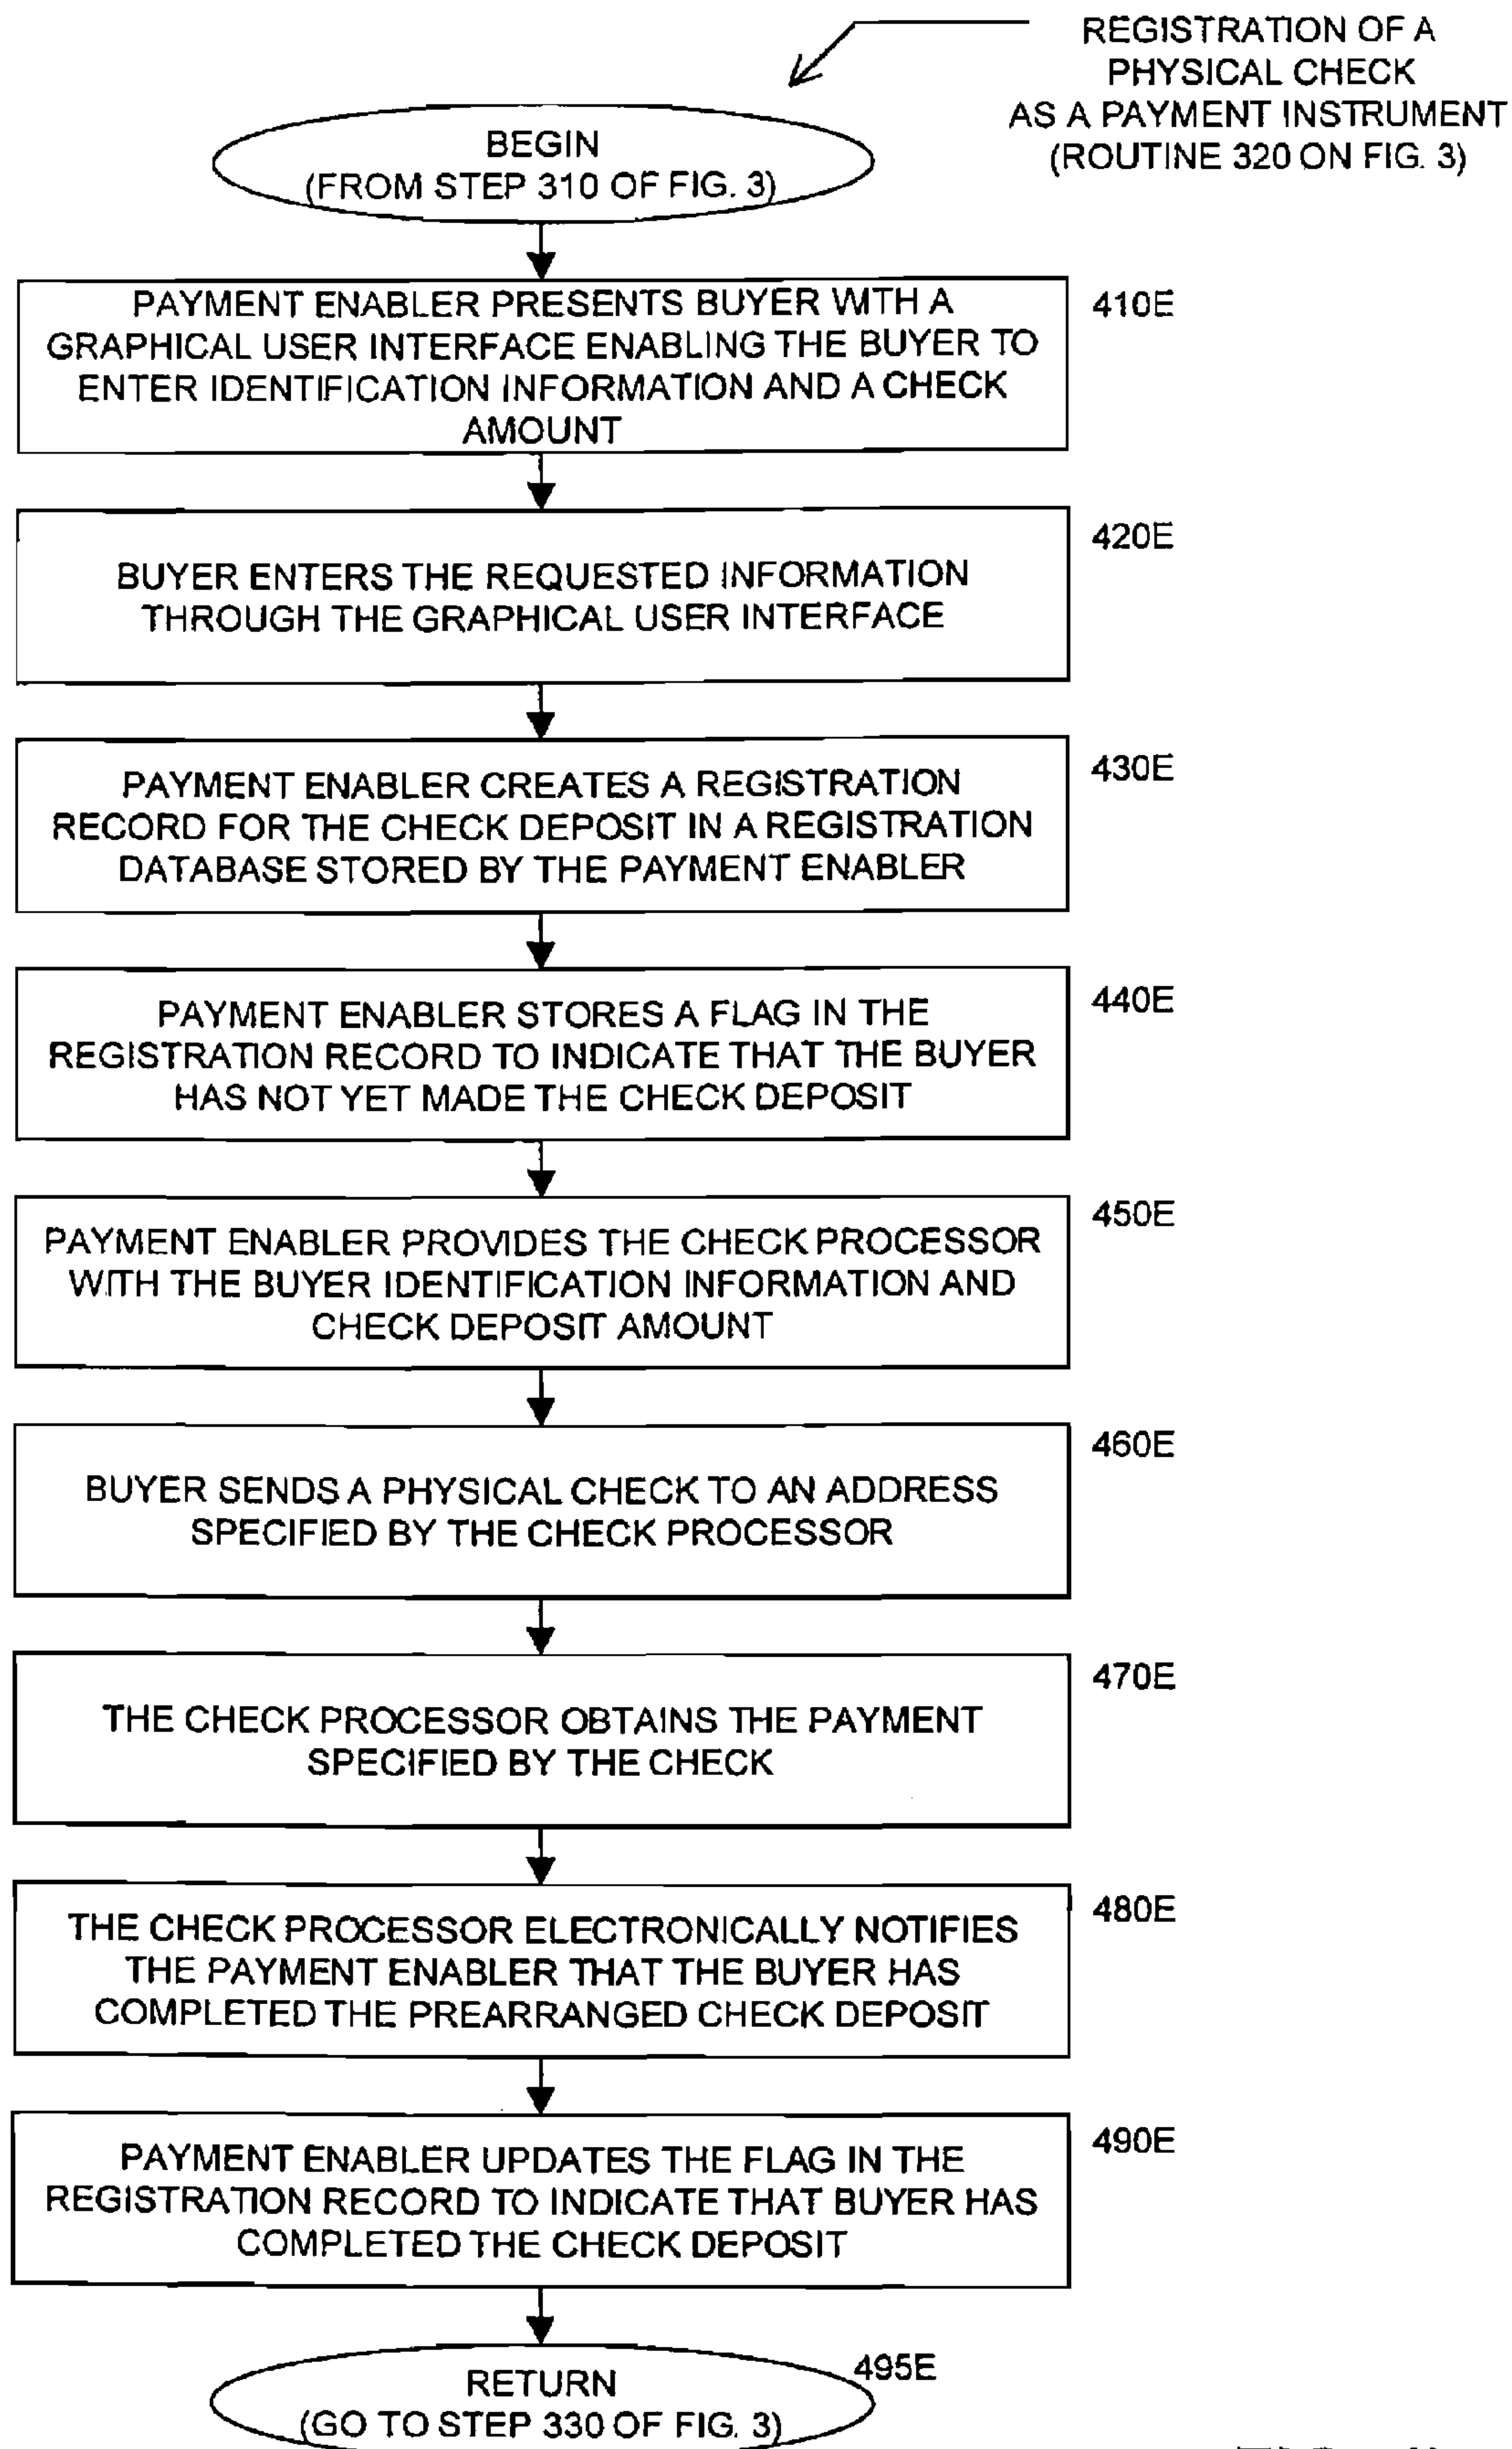 REGISTRATION OF A
PHYSICAL CHECK
AS A PAYMENT INSTRUMENT
(ROUTINE 320 ON FIG. 3)
BEGIN
(FROM STEP 310 OF FIG. 3)
PAYMENT ENABLER PRESENTS BUYER WITH A
GRAPHICAL USER INTERFACE ENABLING THE BUYER TO
ENTER IDENTIFICATION INFORMATION AND A CHECK
AMOUNT
410E
BUYER ENTERS THE REQUESTED INFORMATION
THROUGH THE GRAPHICAL USER INTERFACE
420E
PAYMENT ENABLER CREATES A REGISTRATION
RECORD FOR THE CHECK DEPOSIT IN A REGISTRATION
DATABASE STORED BY THE PAYMENT ENABLER
430E
PAYMENT ENABLER STORES A FLAG IN THE
REGISTRATION RECORD TO INDICATE THAT THE BUYER
HAS NOT YET MADE THE CHECK DEPOSIT
440E
PAYMENT ENABLER PROVIDES THE CHECK PROCESSOR
WITH THE BUYER IDENTIFICATION INFORMATION AND
CHECK DEPOSIT AMOUNT
450E
BUYER SENDS A PHYSICAL CHECK TO AN ADDRESS
SPECIFIED BY THE CHECK PROCESSOR
460E
THE CHECK PROCESSOR OBTAINS THE PAYMENT
SPECIFIED BY THE CHECK
470E
THE CHECK PROCESSOR ELECTRONICALLY NOTIFIES
THE PAYMENT ENABLER THAT THE BUYER HAS
COMPLETED THE PREARRANGED CHECK DEPOSIT
480E
PAYMENT ENABLER UPDATES THE FLAG IN THE
REGISTRATION RECORD TO INDICATE THAT BUYER HAS
COMPLETED THE CHECK DEPOSIT
490E
RETURN
(GO TO STEP 330 OF FIG. 3)
495E